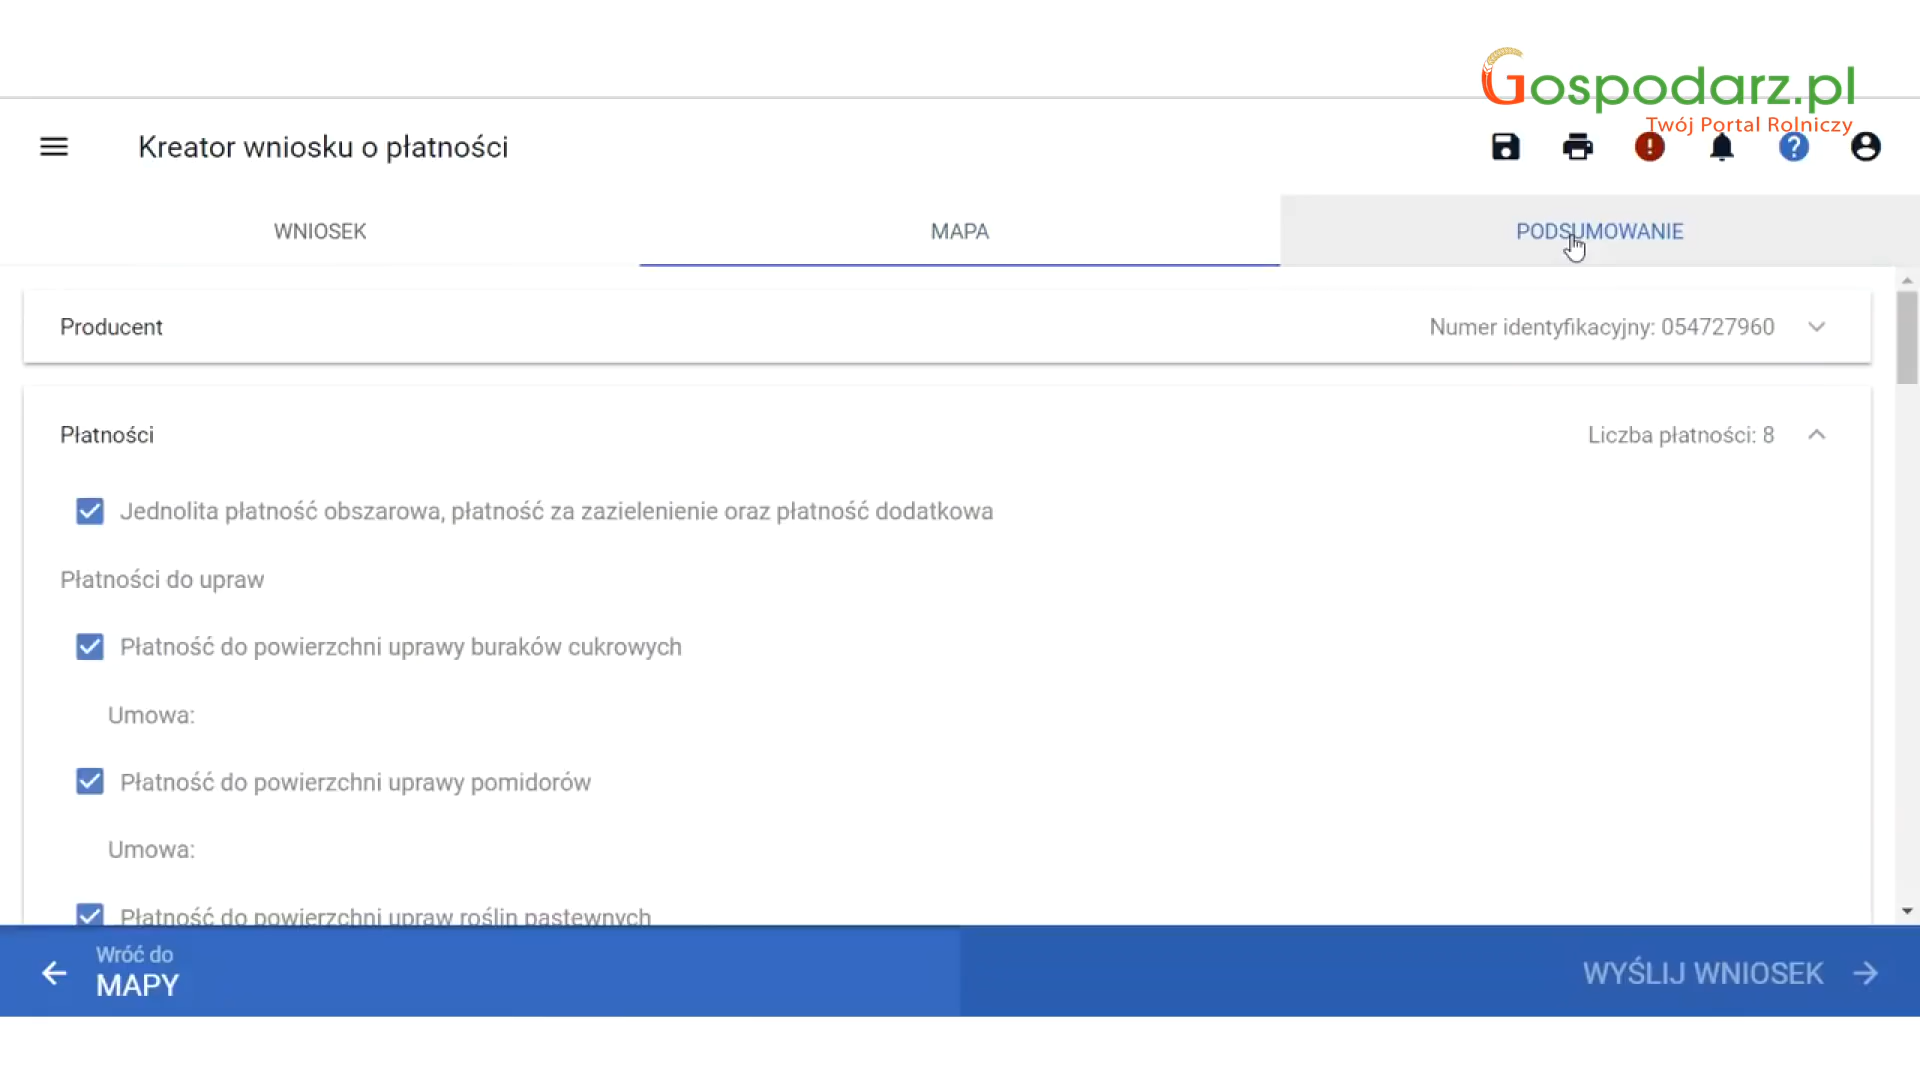 Gospodarz.pl
Twój Portal Rolniczy
Kreator wniosku o płatności
WNIOSEK
MAPA
PODSUMOWANIE
Producent
Numer identyfikacyjny: 054727960
Płatności
Liczba płatności: 8
Jednolita płatność obszarowa, płatność za zazielenienie oraz płatność dodatkowa
Płatności do upraw
Płatność do powierzchni uprawy buraków cukrowych
Umowa:
Płatność do powierzchni uprawy pomidorów
Umowa:
Płatność do powierzchni upraw roślin pastewnych
Wróć do
MAPY
WYŚLIJ WNIOSEK